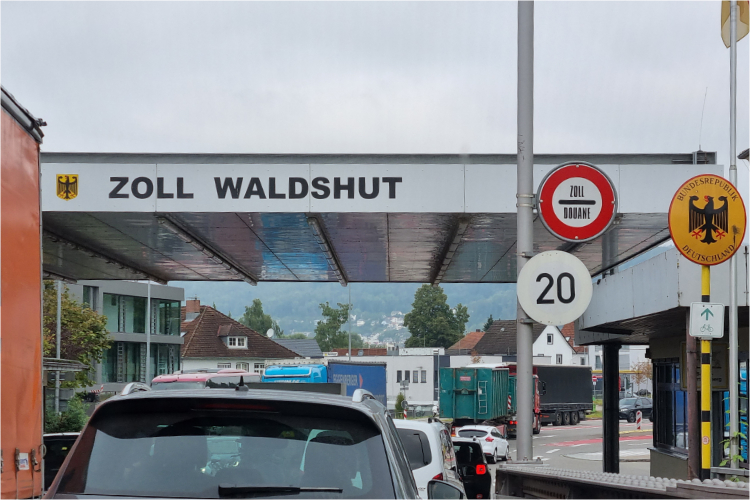 ZOLL WALDSHUT
ZOLL
DOUANE
20
BUNDESREPUBLIK
DEUTSCHLAND